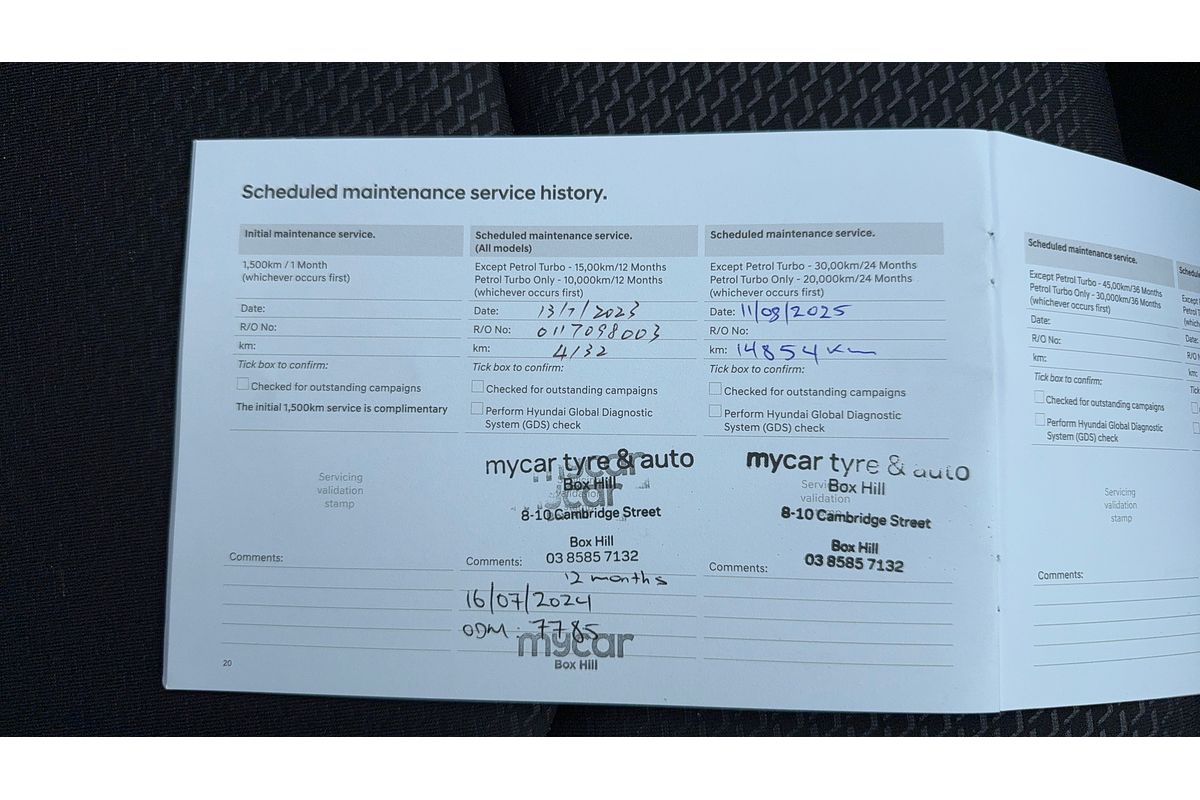 Scheduled maintenance service history.
Initial maintenance service.
1,500km / 1 Month
(whichever occurs first)
Date:
R/O No:
km:
Tick box to confirm:
Checked for outstanding campaigns
The initial 1,500km service is complimentary
Servicing
validation
stamp
Comments:
20
Scheduled maintenance service.
(All models)
Except Petrol Turbo - 15,00km/12 Months
Petrol Turbo Only - 10,000km/12 Months
(whichever occurs first)
Date: 13/7/2023
R/O No: 0117098003
km: 4132
Tick box to confirm:
Checked for outstanding campaigns
Perform Hyundai Global Diagnostic
System (GDS) check
mycar tyre & auto
Box Hill
8-10 Cambridge Street
Box Hill
03 8585 7132
Comments:
12 months
16/07/2024
ODM: 7785
mycar
Box Hill
Scheduled maintenance service.
Except Petrol Turbo - 30,00km/24 Months
Petrol Turbo Only - 20,000km/24 Months
(whichever occurs first)
Date: 11/08/2025
R/O No:
km: 14854 Km
Tick box to confirm:
Checked for outstanding campaigns
Perform Hyundai Global Diagnostic
System (GDS) check
mycar tyre & auto
Box Hill
validation
8-10 Cambridge Street
Box Hill
03 8585 7132
Comments:
Scheduled maintenance service.
Except Petrol Turbo - 45,00km/36 Months
Petrol Turbo Only - 30,000km/36 Months
(whichever occurs first)
Date:
R/O No:
km:
Tick box to confirm:
Checked for outstanding campaigns
Perform Hyundai Global Diagnostic
System (GDS) check
Servicing
validation
stamp
Comments: